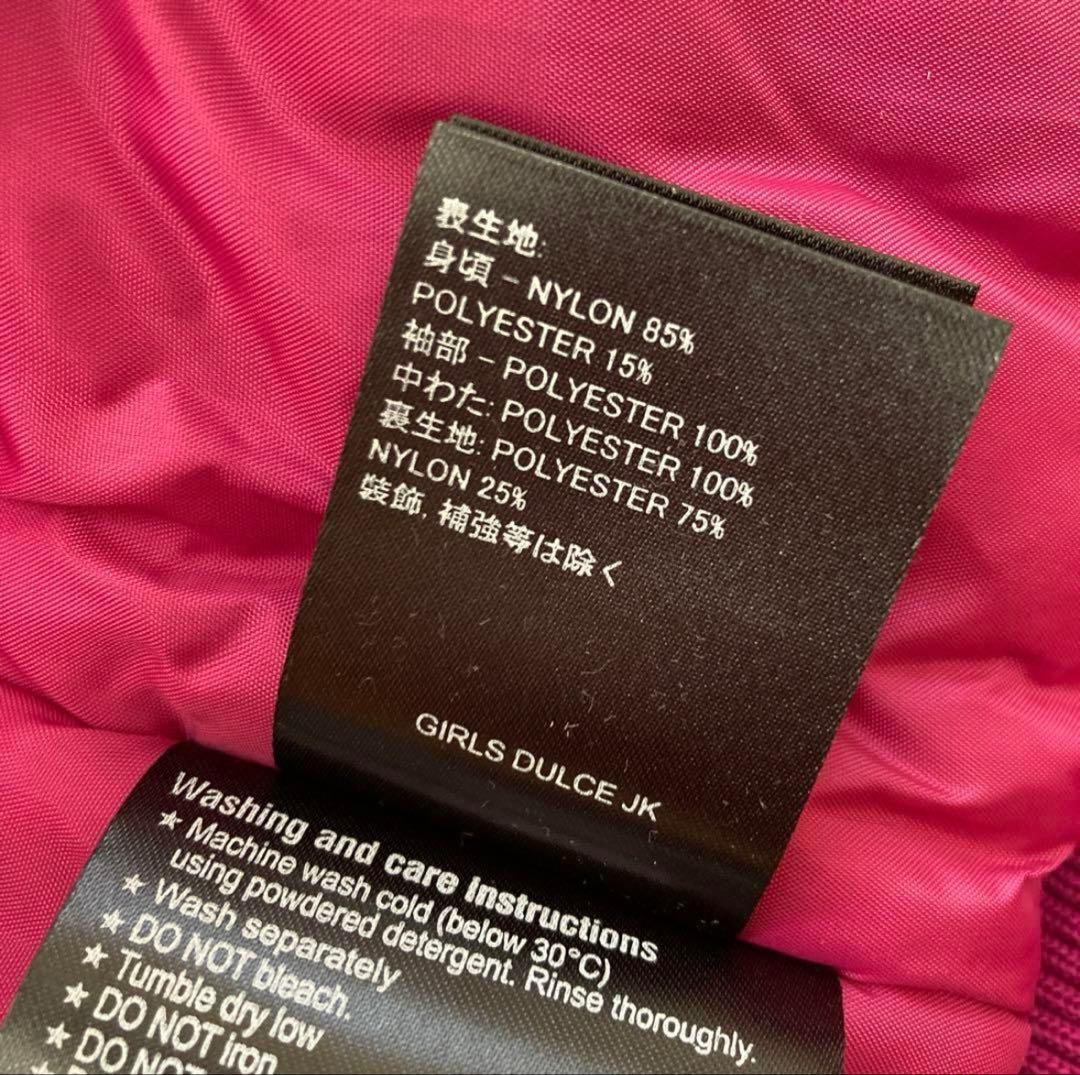 裏生地:
身頃 - NYLON 85%
POLYESTER 15%
袖部 - POLYESTER 100%
中わた: POLYESTER 100%
裏生地: POLYESTER 75%
NYLON 25%
装飾, 補強等は除く
GIRLS DULCE JK
Washing and care Instructions
★ Machine wash cold (below 30°C)
using powdered detergent. Rinse thoroughly.
★ Wash separately
★ DO NOT bleach.
★ Tumble dry low
★ DO NOT iron
★ DO NOT